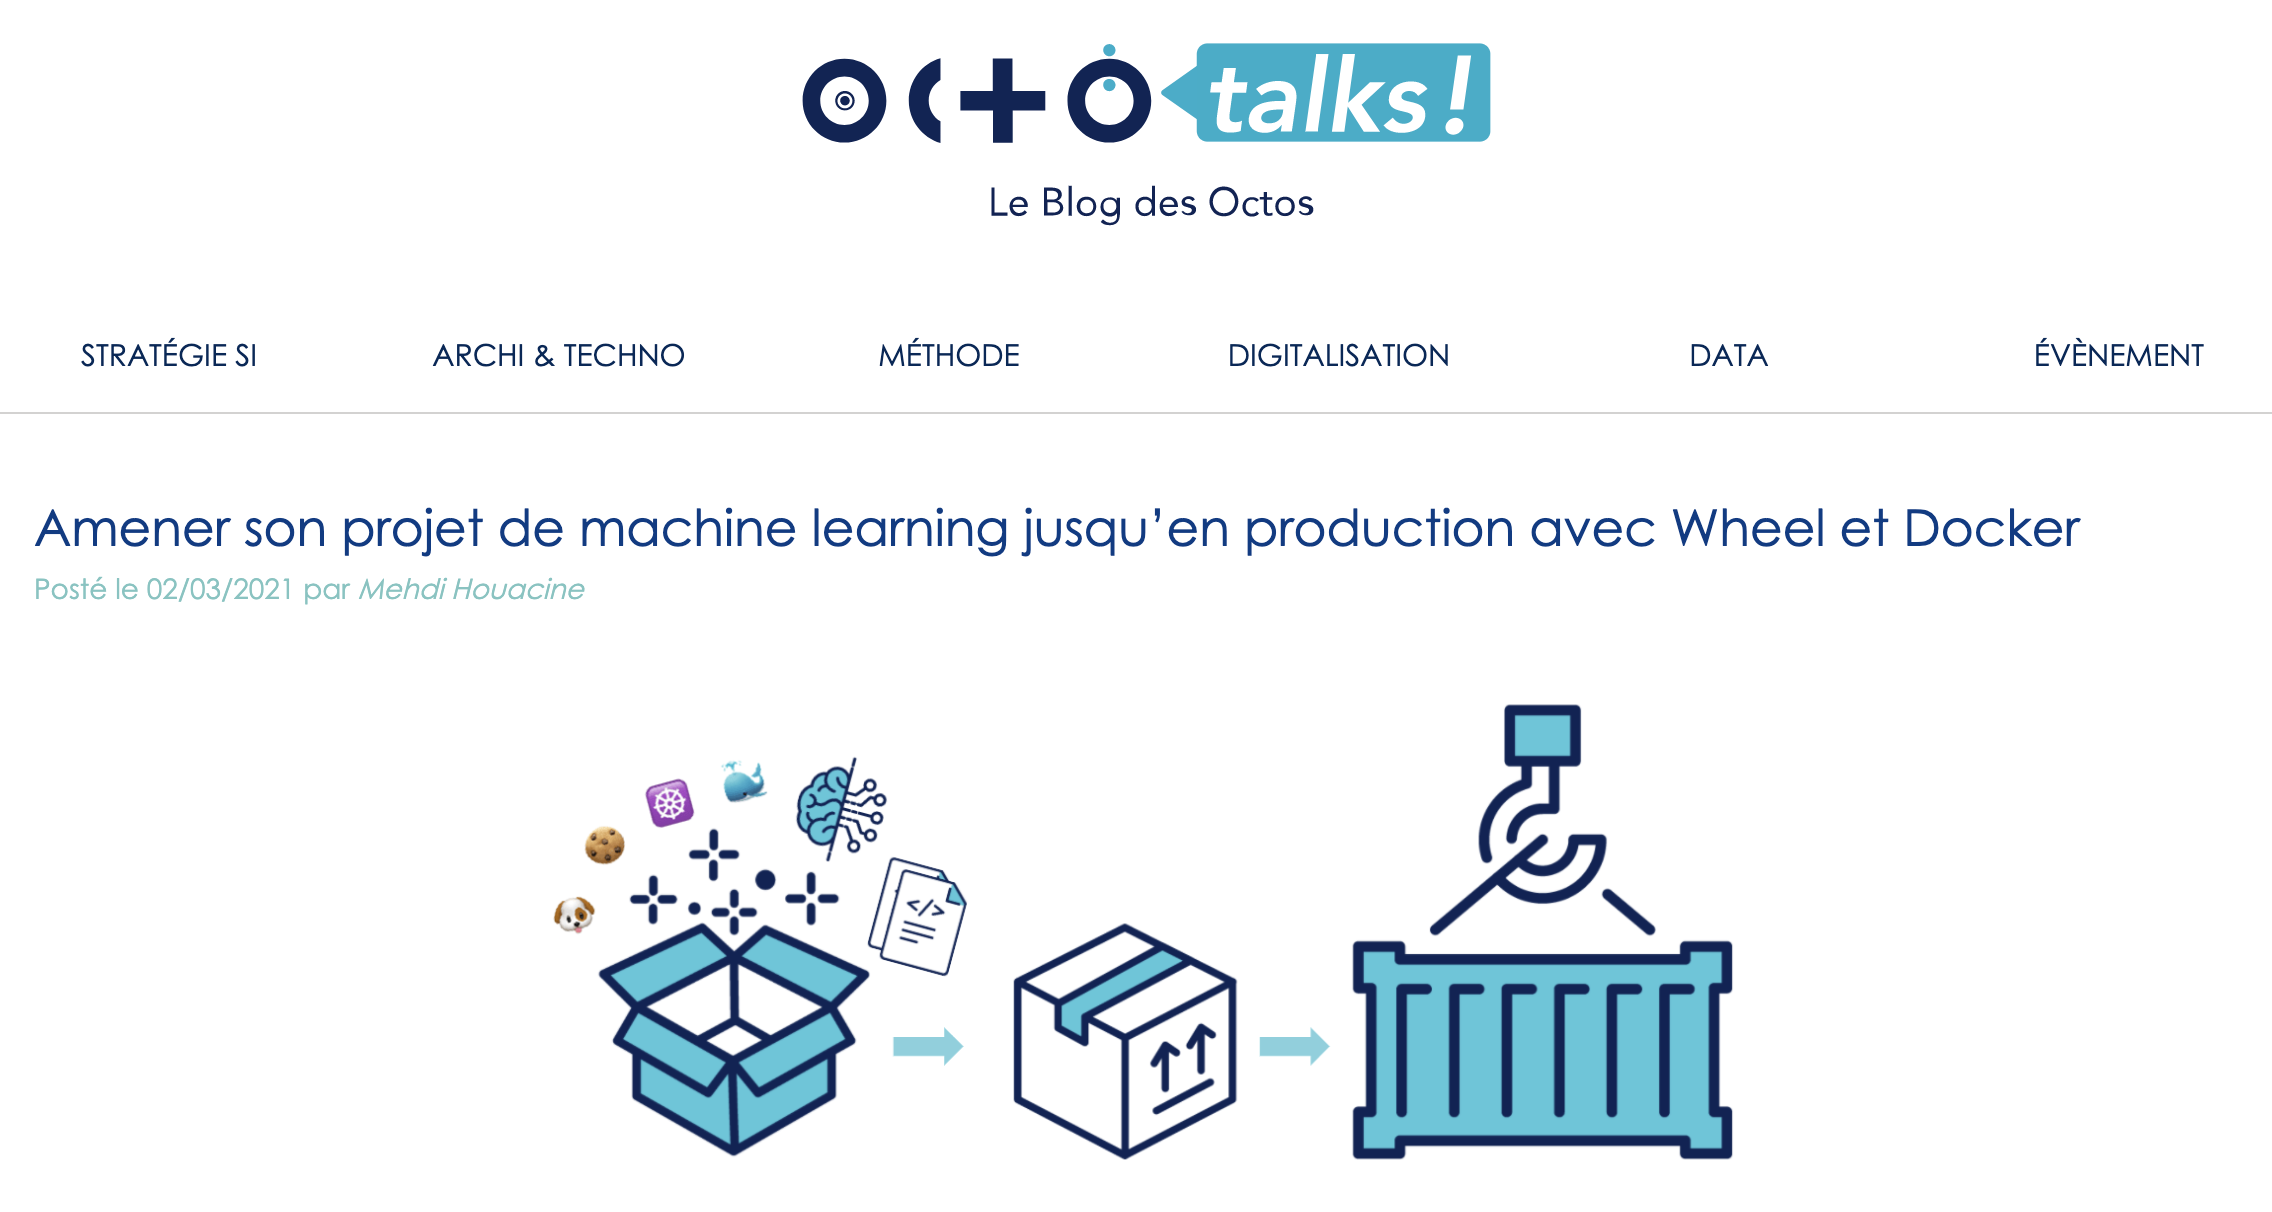 OCTO talks!
Le Blog des Octos
STRATÉGIE SI ARCHI & TECHNO MÉTHODE DIGITALISATION DATA ÉVÈNEMENT
Amener son projet de machine learning jusqu’en production avec Wheel et Docker
Posté le 02/03/2021 par Mehdi Houacine
</>